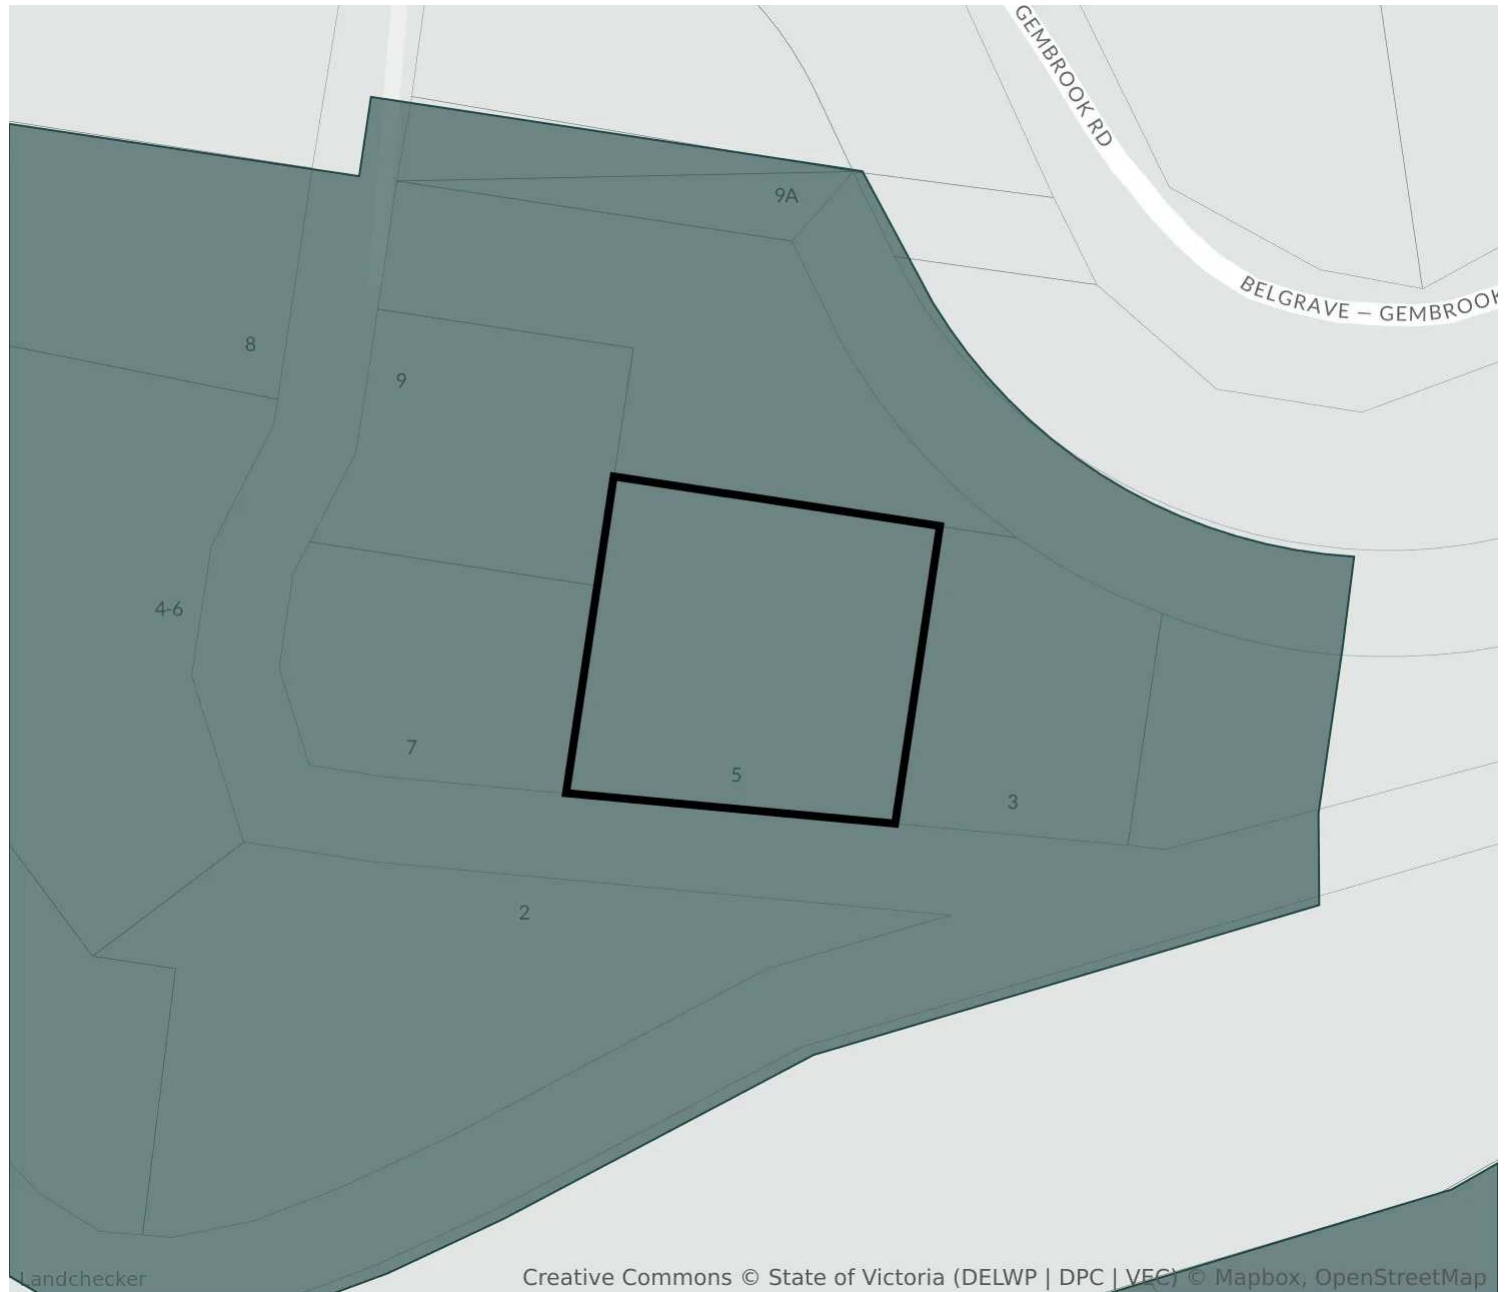 GEMBROOK RD
BELGRAVE – GEMBROOK
9A
8
9
4-6
7
5
3
2
Landchecker
Creative Commons © State of Victoria (DELWP | DPC | VEC) © Mapbox, OpenStreetMap